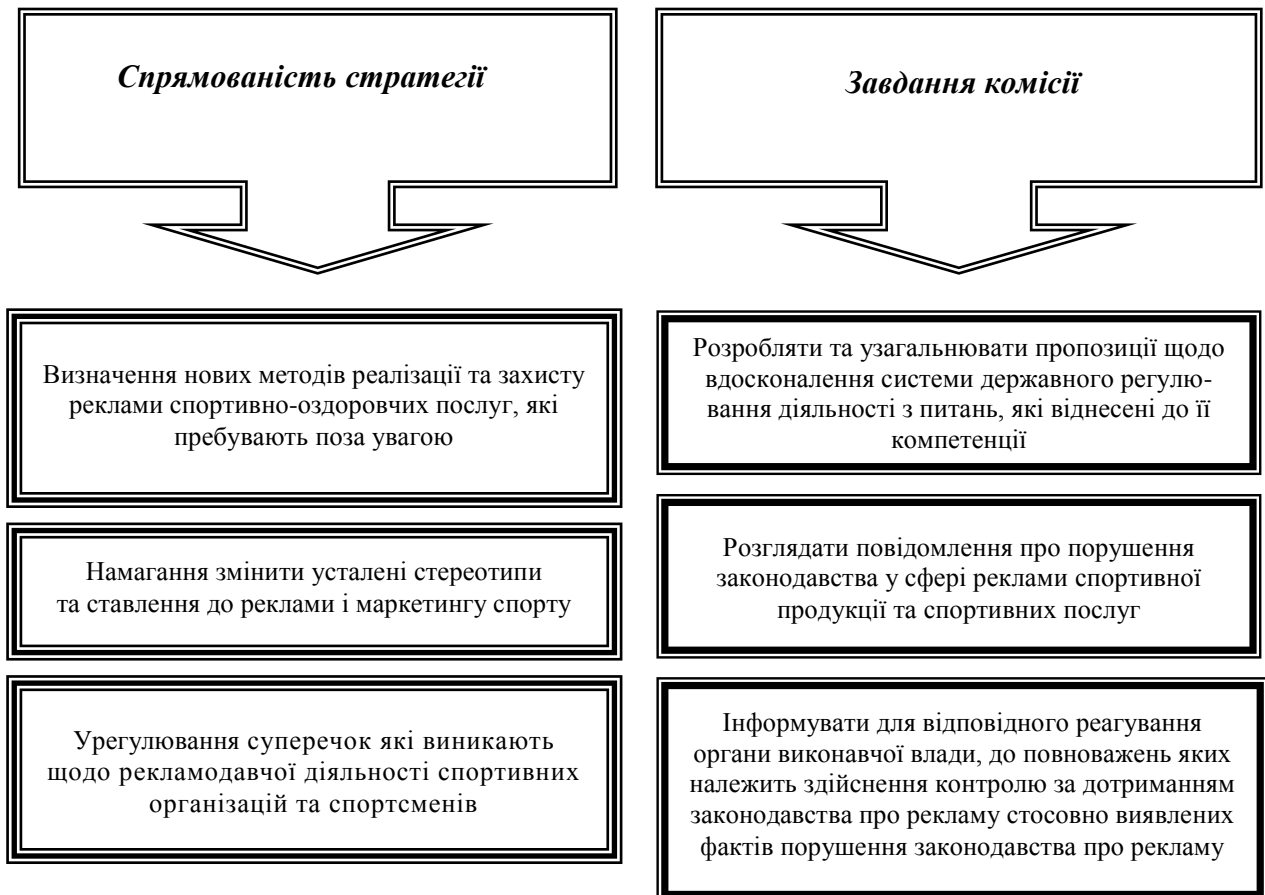 Спрямованість стратегії
Визначення нових методів реалізації та захисту
реклами спортивно-оздоровчих послуг, які
пребувають поза увагою
Намагання змінити усталені стереотипи
та ставлення до реклами і маркетингу спорту
Урегулювання суперечок які виникають
щодо рекламодавчої діяльності спортивних
організацій та спортсменів
Завдання комісії
Розробляти та узагальнювати пропозиції щодо
вдосконалення системи державного регулю-
вання діяльності з питань, які віднесені до її
компетенції
Розглядати повідомлення про порушення
законодавства у сфері реклами спортивної
продукції та спортивних послуг
Інформувати для відповідного реагування
органи виконавчої влади, до повноважень яких
належить здійснення контролю за дотриманням
законодавства про рекламу стосовно виявлених
фактів порушення законодавства про рекламу